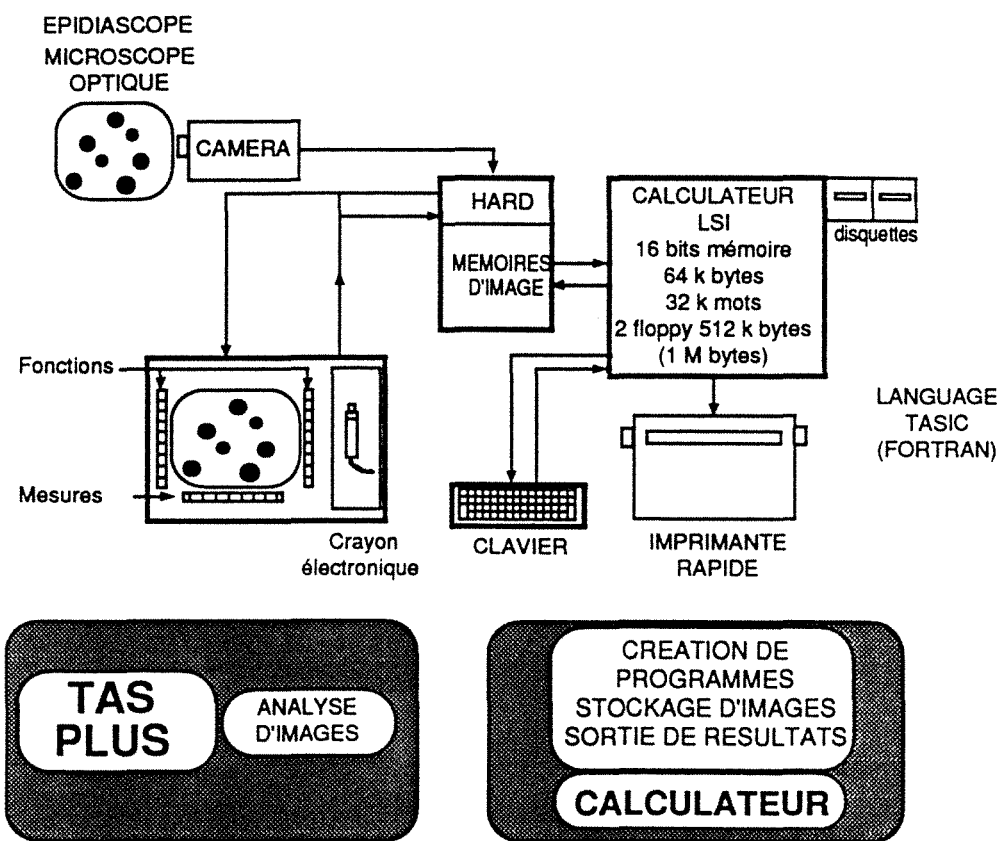 EPIDIASCOPE
MICROSCOPE
OPTIQUE
CAMERA
HARD
MEMOIRES
D'IMAGE
CALCULATEUR
LSI
16 bits mémoire
64 k bytes
32 k mots
2 floppy 512 k bytes
(1 M bytes)
disquettes
Fonctions
Mesures
Crayon
électronique
CLAVIER
IMPRIMANTE
RAPIDE
LANGUAGE
TASIC
(FORTRAN)
TAS
PLUS
ANALYSE
D'IMAGES
CREATION DE
PROGRAMMES
STOCKAGE D'IMAGES
SORTIE DE RESULTATS
CALCULATEUR